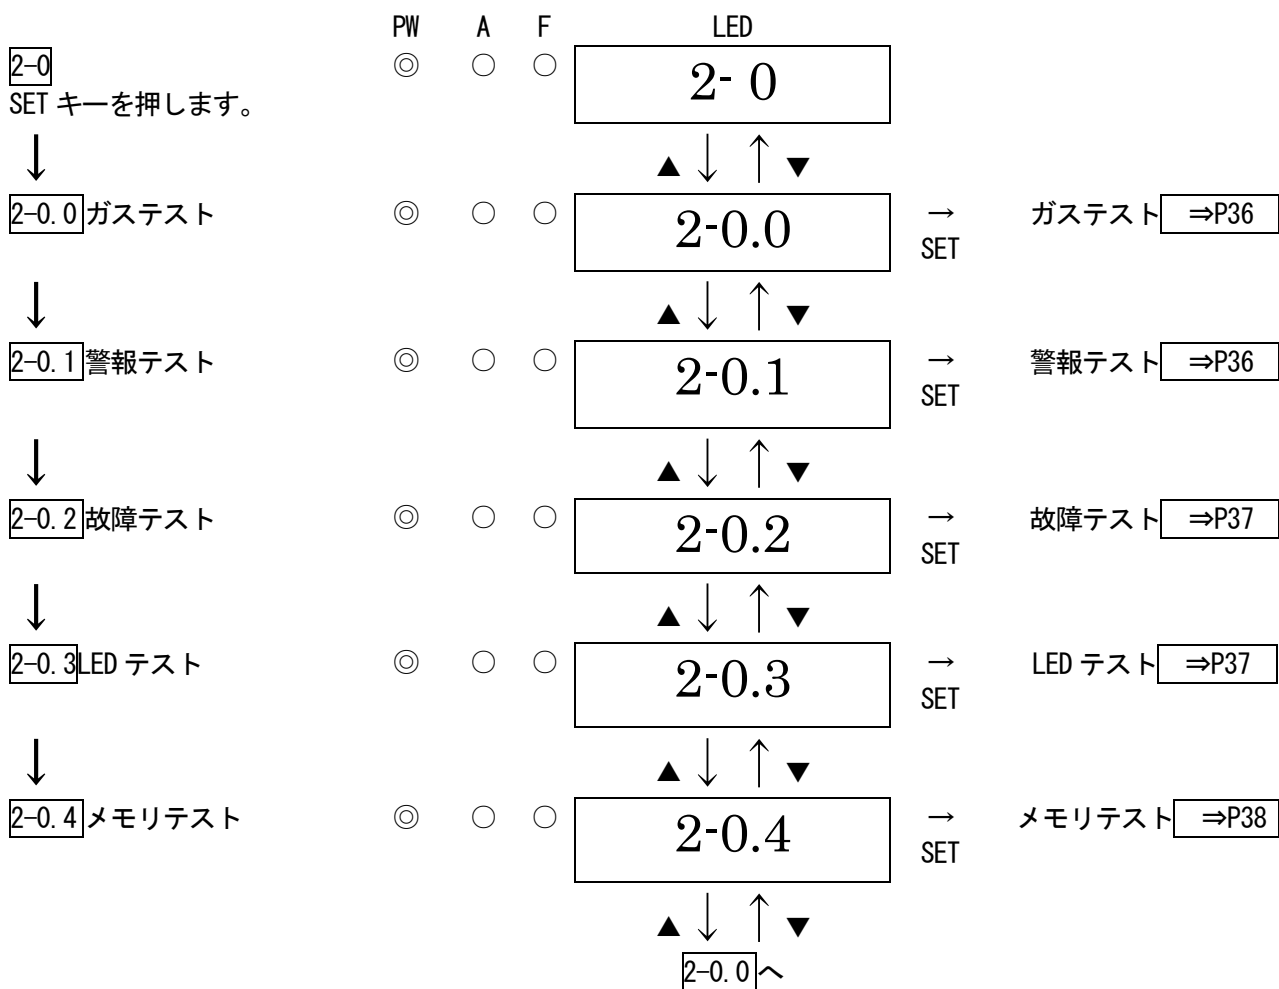 PW A F LED
2-0 ◎ ○ ○ 2- 0
SET キーを押します。
↓ ▲ ↓ ↑ ▼
2-0.0 ガステスト ◎ ○ ○ 2-0.0 → ガステスト ⇒P36
SET
↓ ▲ ↓ ↑ ▼
2-0.1 警報テスト ◎ ○ ○ 2-0.1 → 警報テスト ⇒P36
SET
↓ ▲ ↓ ↑ ▼
2-0.2 故障テスト ◎ ○ ○ 2-0.2 → 故障テスト ⇒P37
SET
↓ ▲ ↓ ↑ ▼
2-0.3 LED テスト ◎ ○ ○ 2-0.3 → LED テスト ⇒P37
SET
↓ ▲ ↓ ↑ ▼
2-0.4 メモリテスト ◎ ○ ○ 2-0.4 → メモリテスト ⇒P38
SET
▲ ↓ ↑ ▼
2-0.0 へ